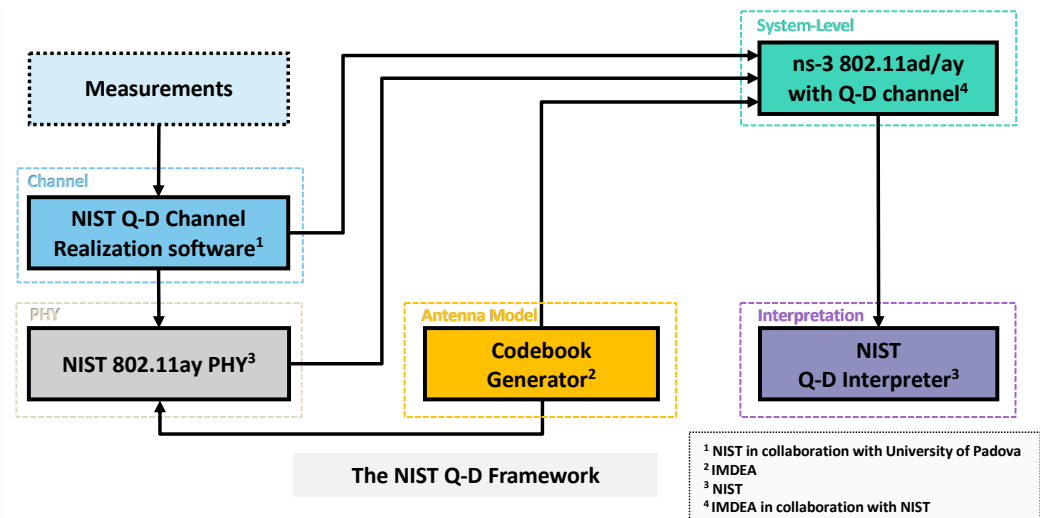 System-Level
ns-3 802.11ad/ay
with Q-D channel⁴
Measurements
Channel
NIST Q-D Channel
Realization software¹
PHY
NIST 802.11ay PHY³
Antenna Model
Codebook
Generator²
Interpretation
NIST
Q-D Interpreter³
The NIST Q-D Framework
¹ NIST in collaboration with University of Padova
² IMDEA
³ NIST
⁴ IMDEA in collaboration with NIST